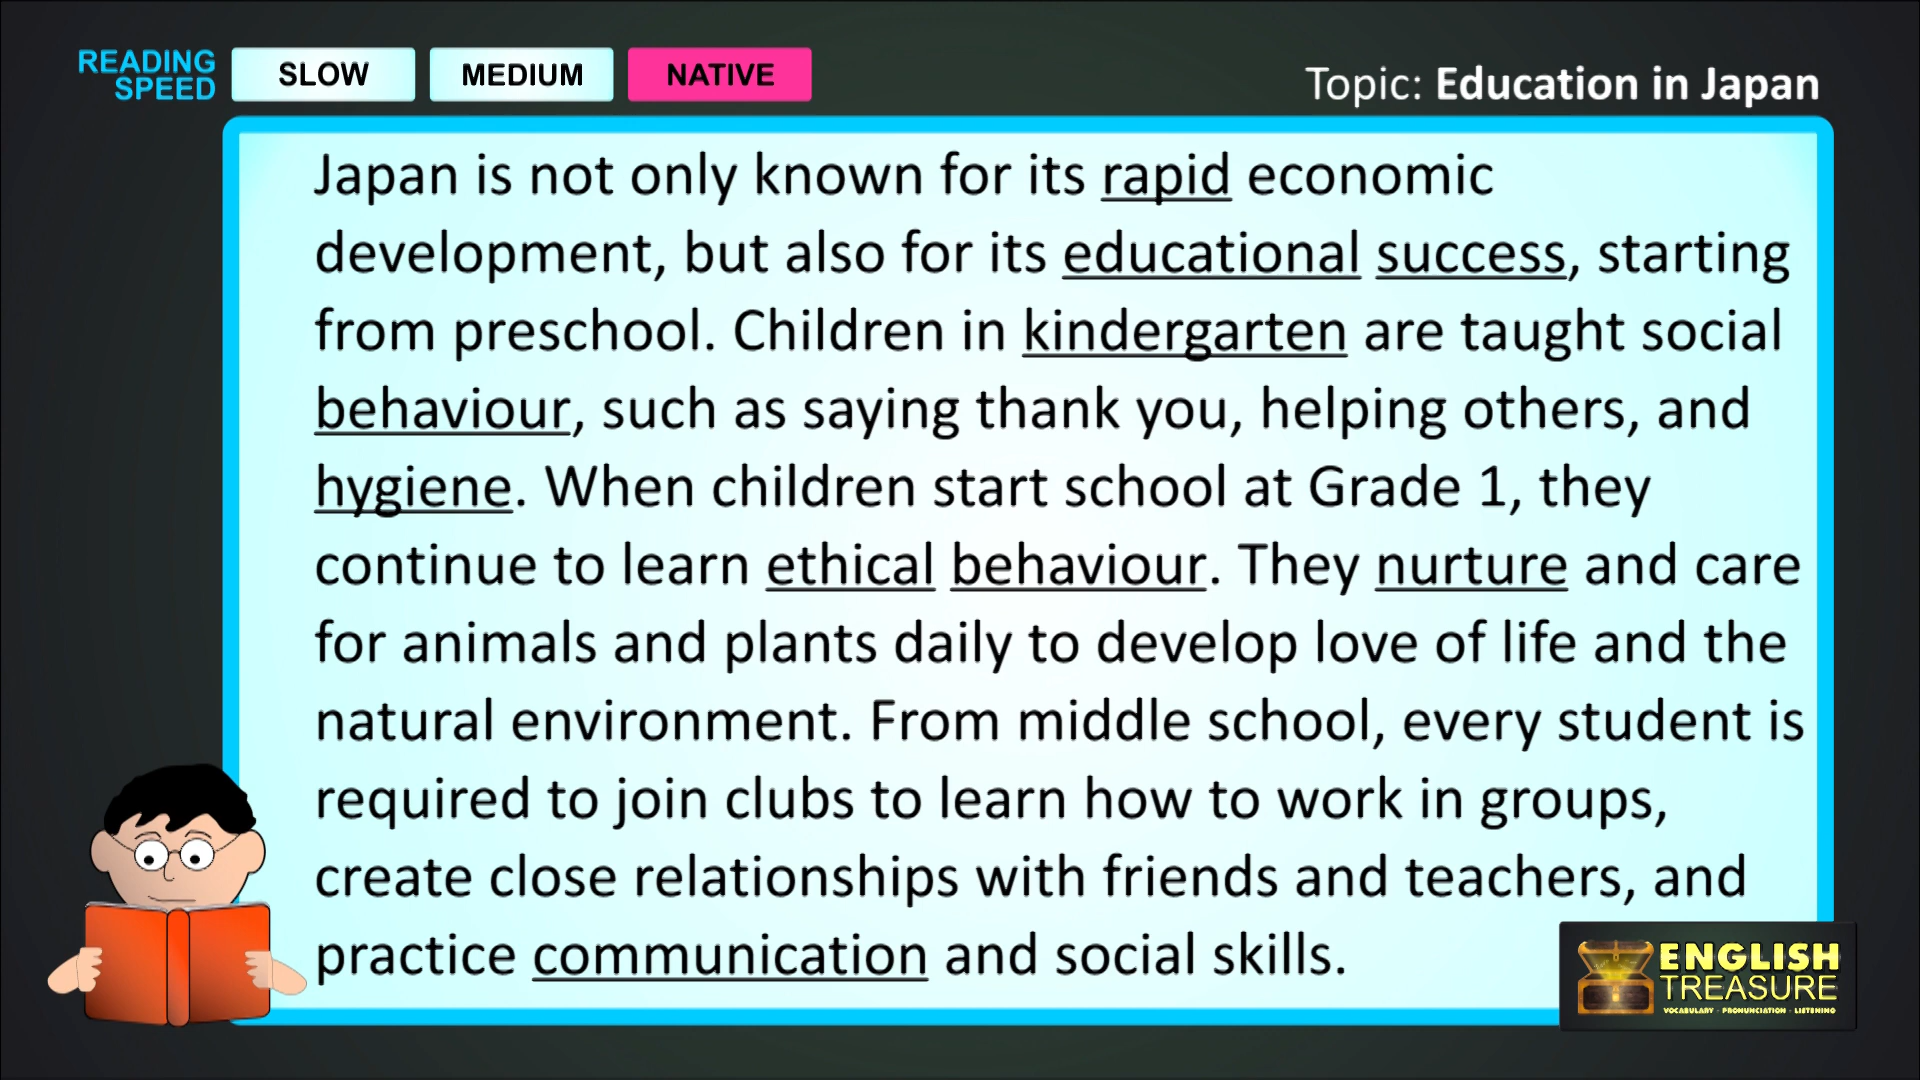 READING
SPEED
SLOW
MEDIUM
NATIVE
Topic: Education in Japan
Japan is not only known for its rapid economic
development, but also for its educational success, starting
from preschool. Children in kindergarten are taught social
behaviour, such as saying thank you, helping others, and
hygiene. When children start school at Grade 1, they
continue to learn ethical behaviour. They nurture and care
for animals and plants daily to develop love of life and the
natural environment. From middle school, every student is
required to join clubs to learn how to work in groups,
create close relationships with friends and teachers, and
practice communication and social skills.
ENGLISH
TREASURE
VOCABULARY - PRONUNCIATION - LISTENING